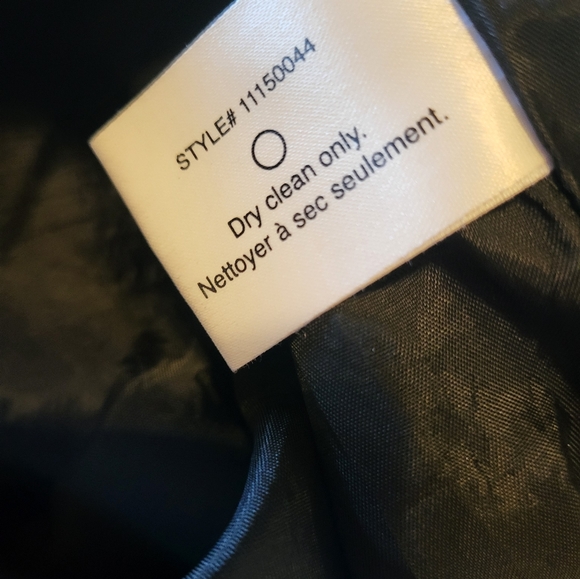 STYLE# 11150044
Dry clean only.
Nettoyer à sec seulement.